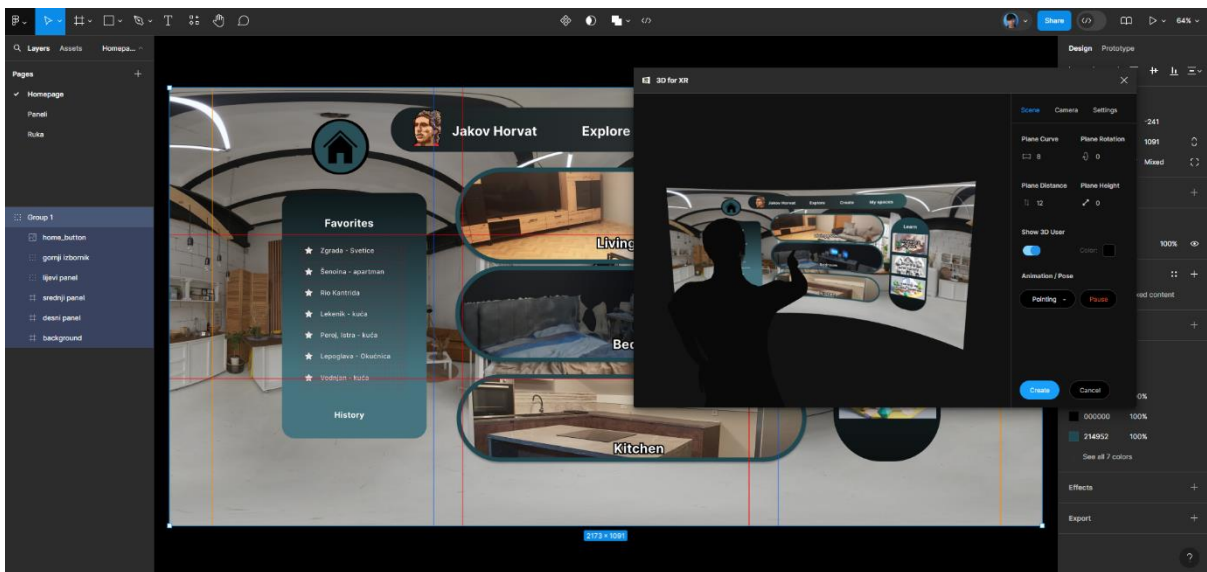 T
Share
64%
Layers Assets Homepa...
Pages
Homepage
Paneli
Ruka
Group 1
home_button
gornji izbornik
lijevi panel
srednji panel
desni panel
background
Jakov Horvat Explore
Favorites
Zgrada - Svetice
Šenoina - apartman
Rio Kantrida
Lekenik - kuća
Peroj, Istra - kuća
Lepoglava - Okućnica
Vodnjan - kuća
History
Living
Bed
Kitchen
2173 × 1091
3D for XR
Jakov Horvat Explore Create My spaces
Learn
Scene Camera Settings
Plane Curve Plane Rotation
8 0
Plane Distance Plane Height
12 0
Show 3D User
Color:
Animation / Pose
Pointing Pause
Create Cancel
Design Prototype
-241
1091
Mixed
100%
000000 100%
214952 100%
See all 7 colors
Effects
Export
?